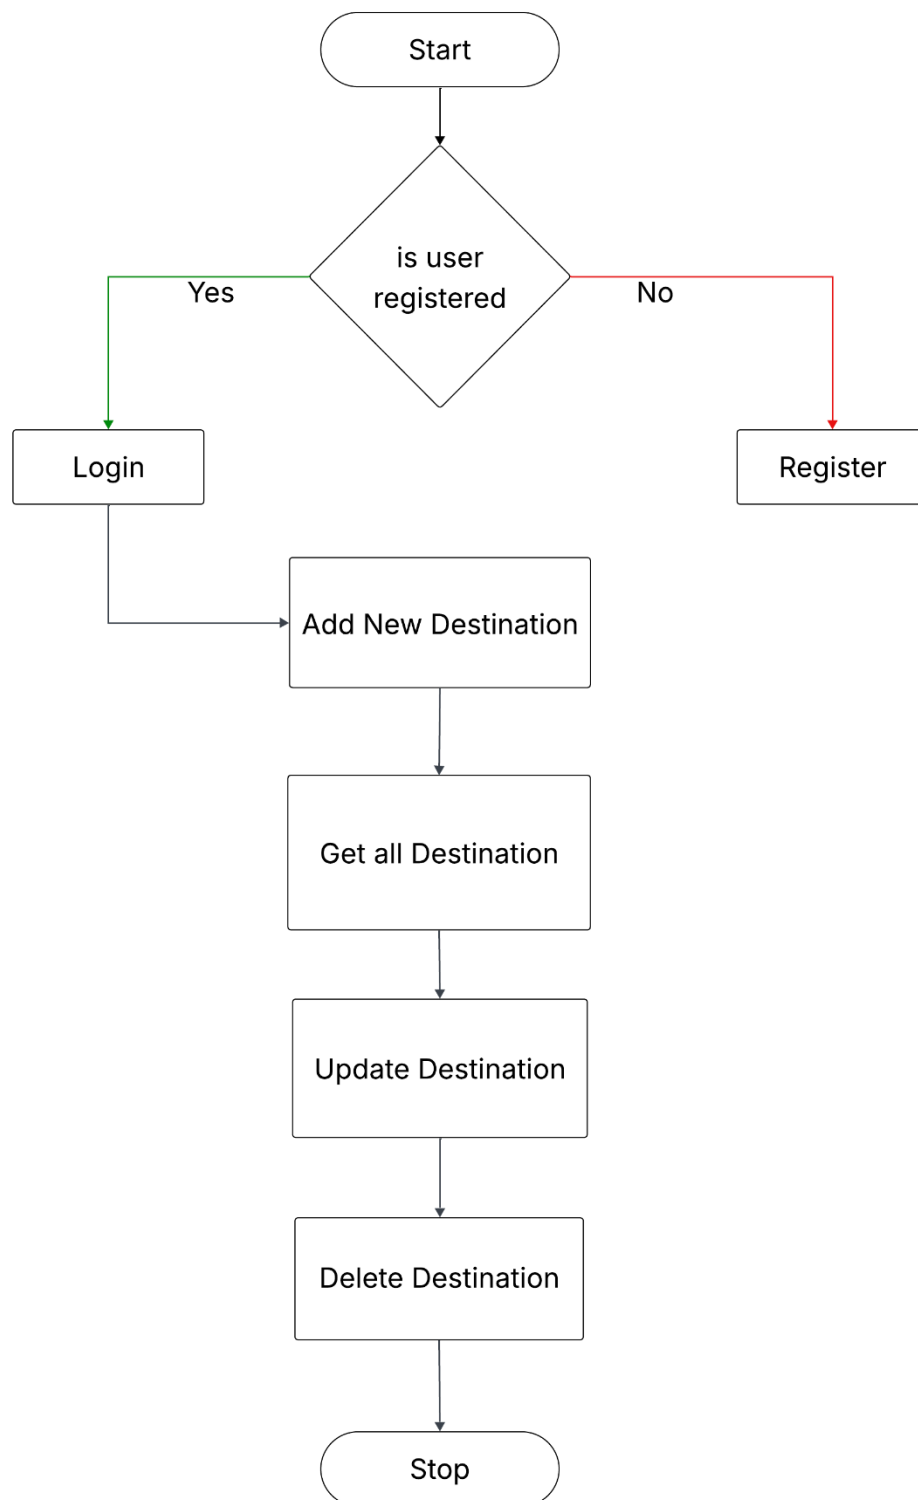 Start
is user
registered
Yes
No
Login
Register
Add New Destination
Get all Destination
Update Destination
Delete Destination
Stop